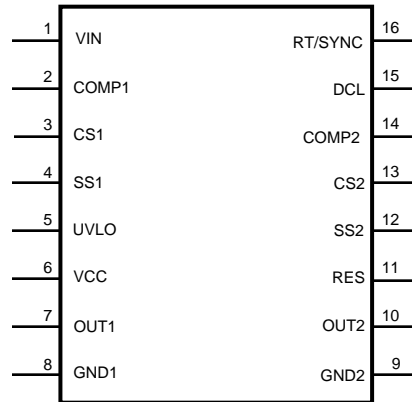 1 VIN RT/SYNC 16
2 COMP1 DCL 15
3 CS1 COMP2 14
4 SS1 CS2 13
5 UVLO SS2 12
6 VCC RES 11
7 OUT1 OUT2 10
8 GND1 GND2 9